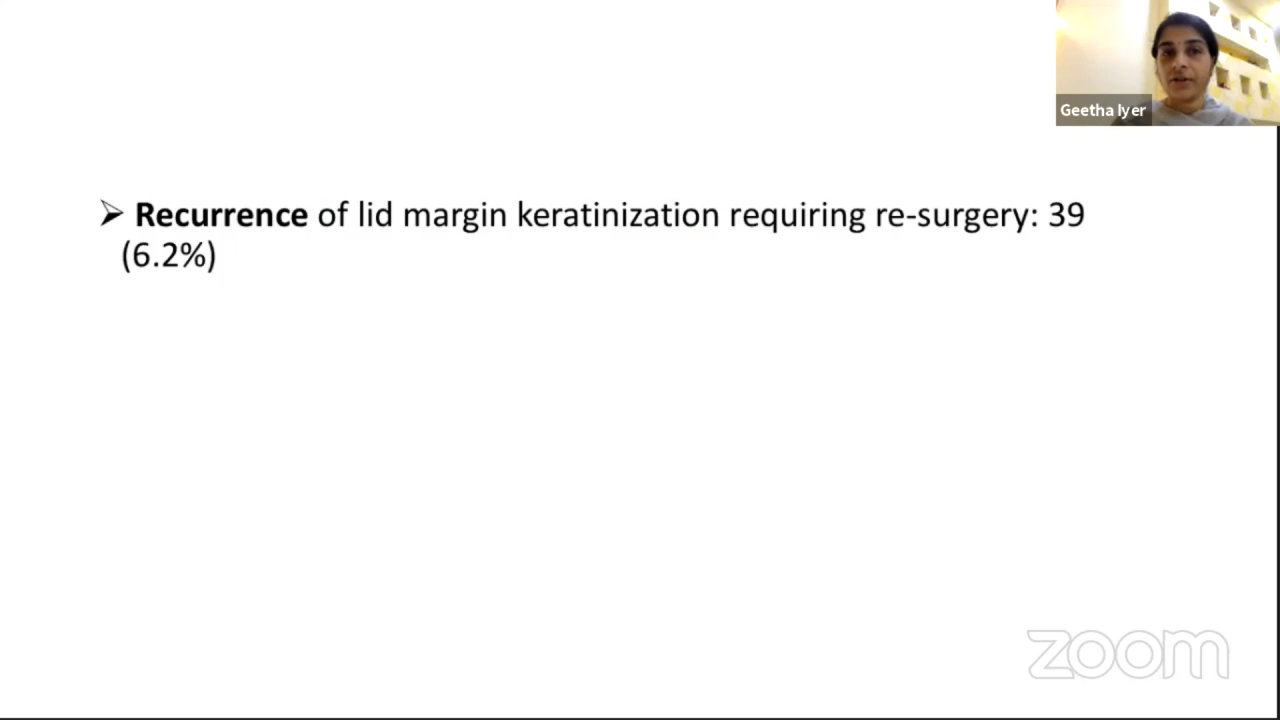 Geetha Iyer
➢ Recurrence of lid margin keratinization requiring re-surgery: 39
(6.2%)
zoom